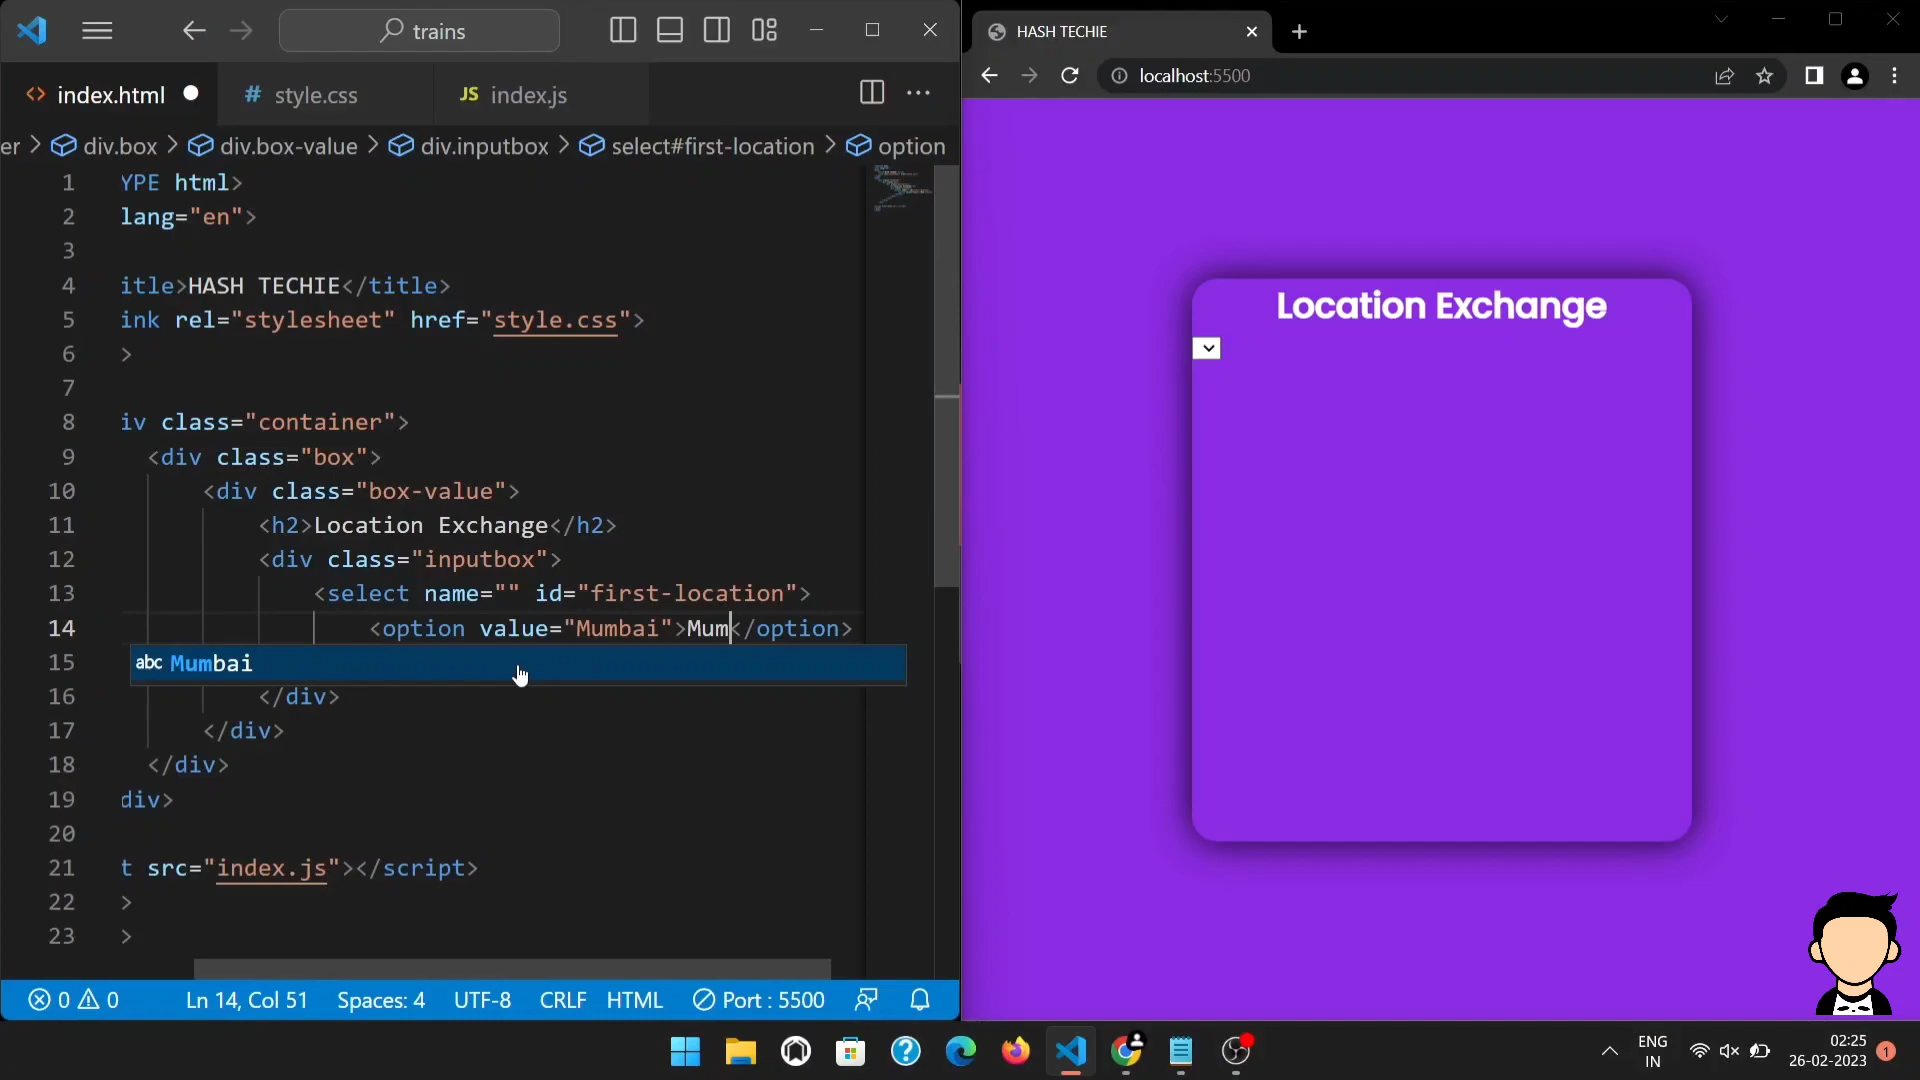 trains
index.html
# style.css
JS index.js
er > div.box > div.box-value > div.inputbox > select#first-location > option
1 YPE html>
2 lang="en">
3
4 itle>HASH TECHIE</title>
5 ink rel="stylesheet" href="style.css">
6 >
7
8 iv class="container">
9 <div class="box">
10 <div class="box-value">
11 <h2>Location Exchange</h2>
12 <div class="inputbox">
13 <select name="" id="first-location">
14 <option value="Mumbai">Mum</option>
15 abc Mumbai
16 </div>
17 </div>
18 </div>
19 div>
20
21 t src="index.js"></script>
22 >
23 >
0 0 Ln 14, Col 51 Spaces: 4 UTF-8 CRLF HTML Port : 5500
HASH TECHIE
localhost:5500
Location Exchange
ENG
IN
02:25
26-02-2023
1